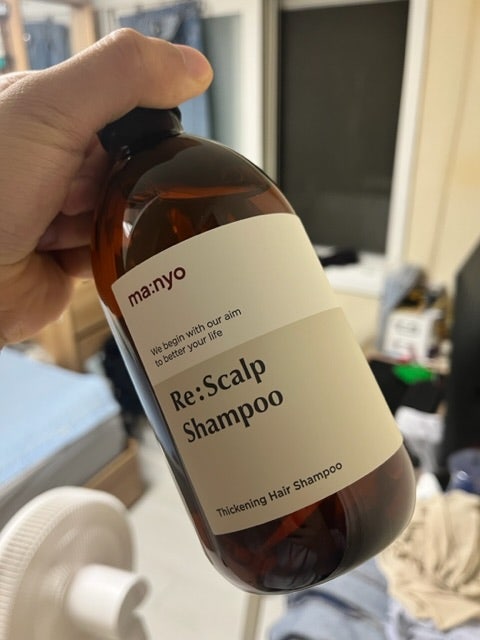 ma:nyo
We begin with our aim
to better your life
Re:Scalp
Shampoo
Thickening Hair Shampoo